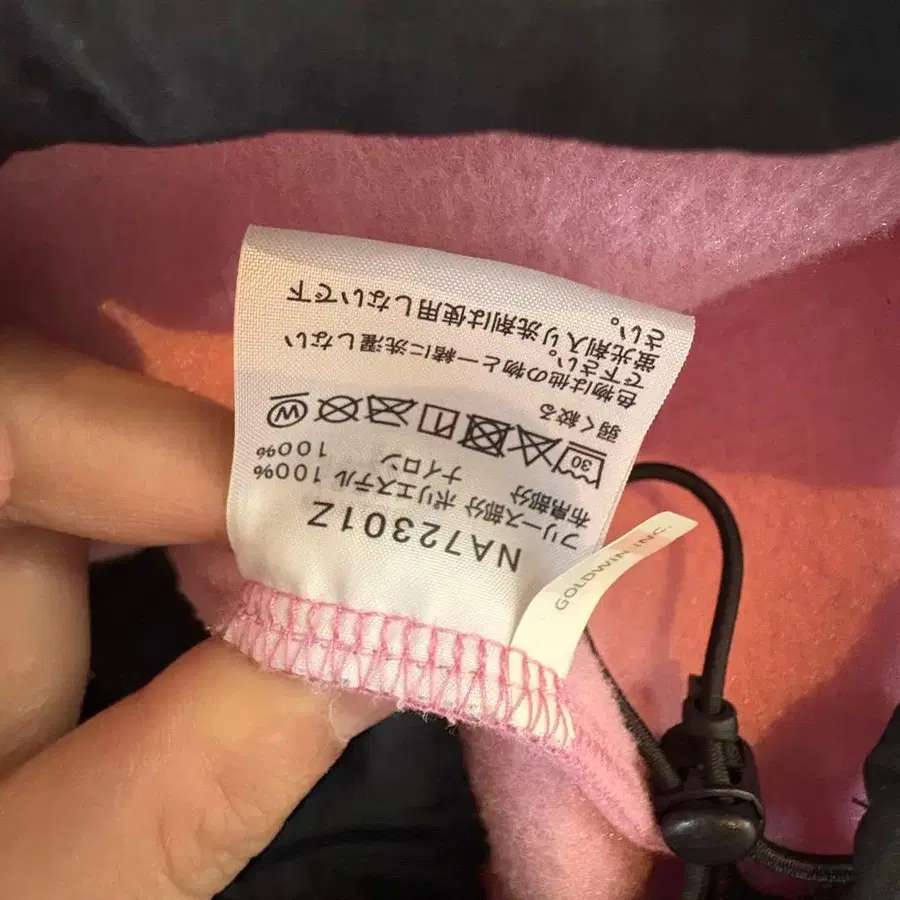 NA72301Z
フリース部分 ポリエステル 100%
布帛部分 ナイロン 100%
30
W
弱く絞る
色物は他の物と一緒に洗濯しない
で下さい。
蛍光剤入り洗剤は使用しないで下
さい。
GOLDWIN INC.